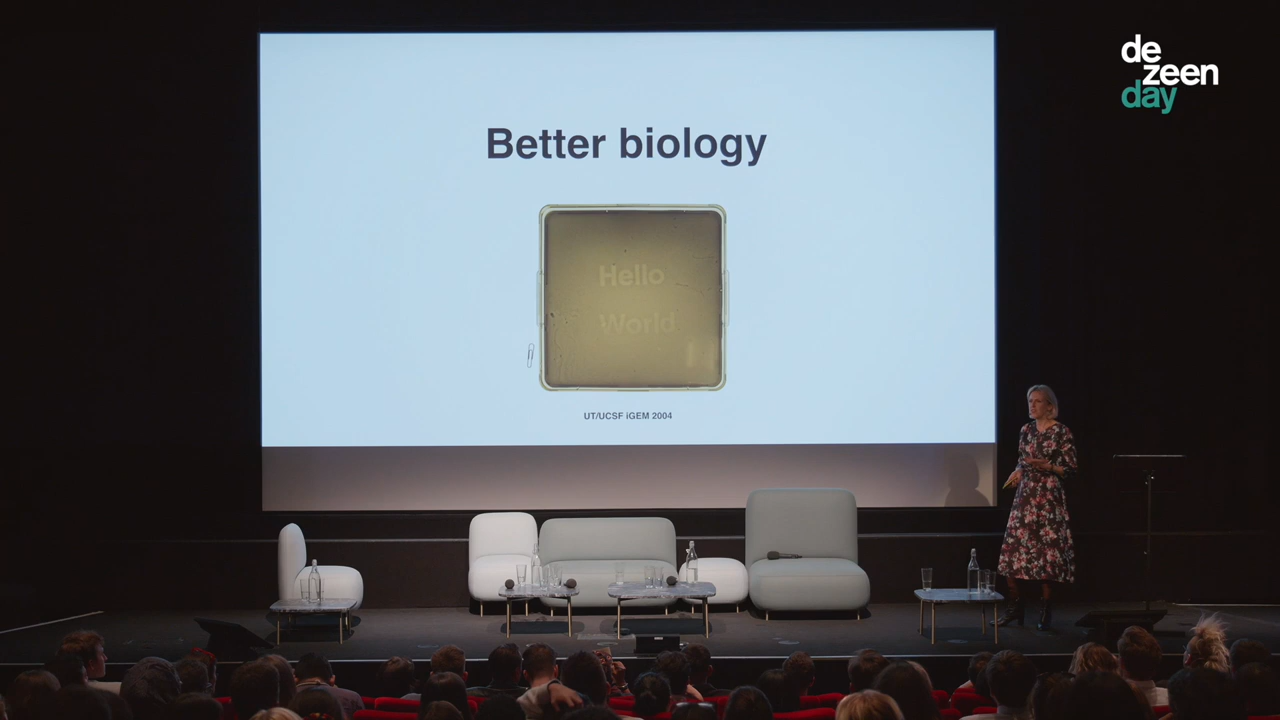 de
zeen
day
Better biology
Hello
World
UT/UCSF iGEM 2004